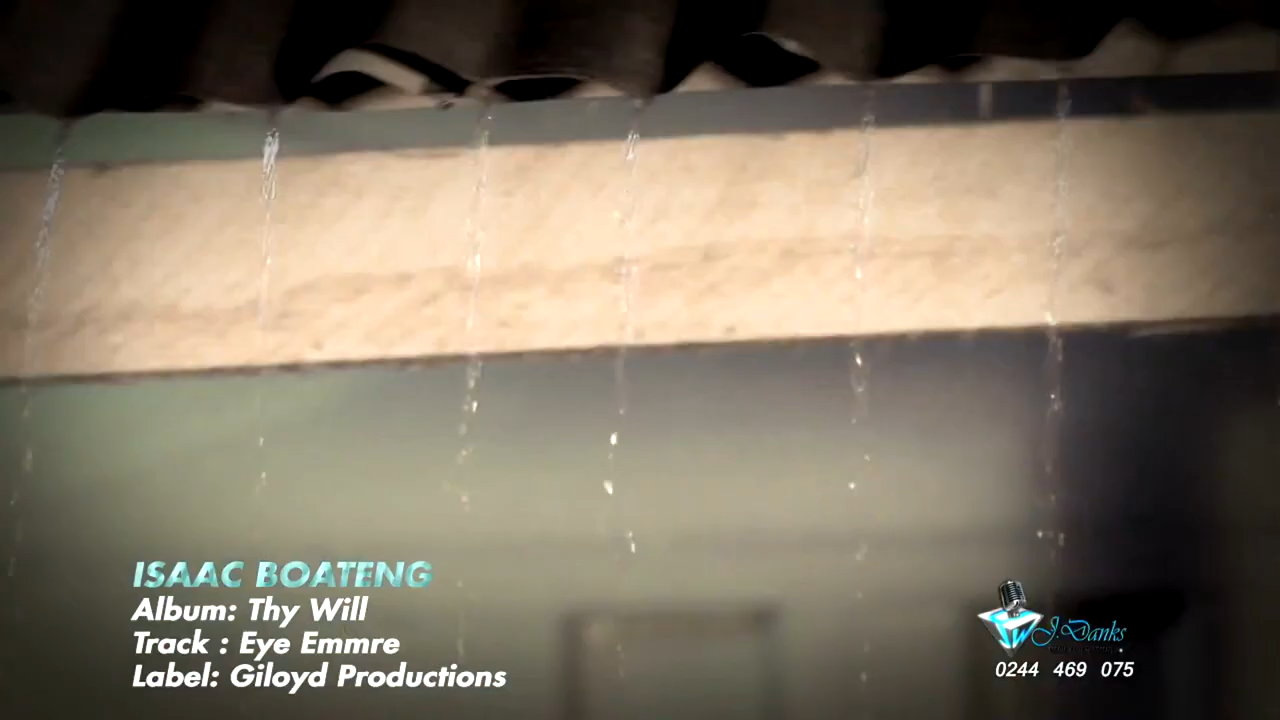 ISAAC BOATENG
Album: Thy Will
Track : Eye Emmre
Label: Giloyd Productions
J.Danks
0244 469 075